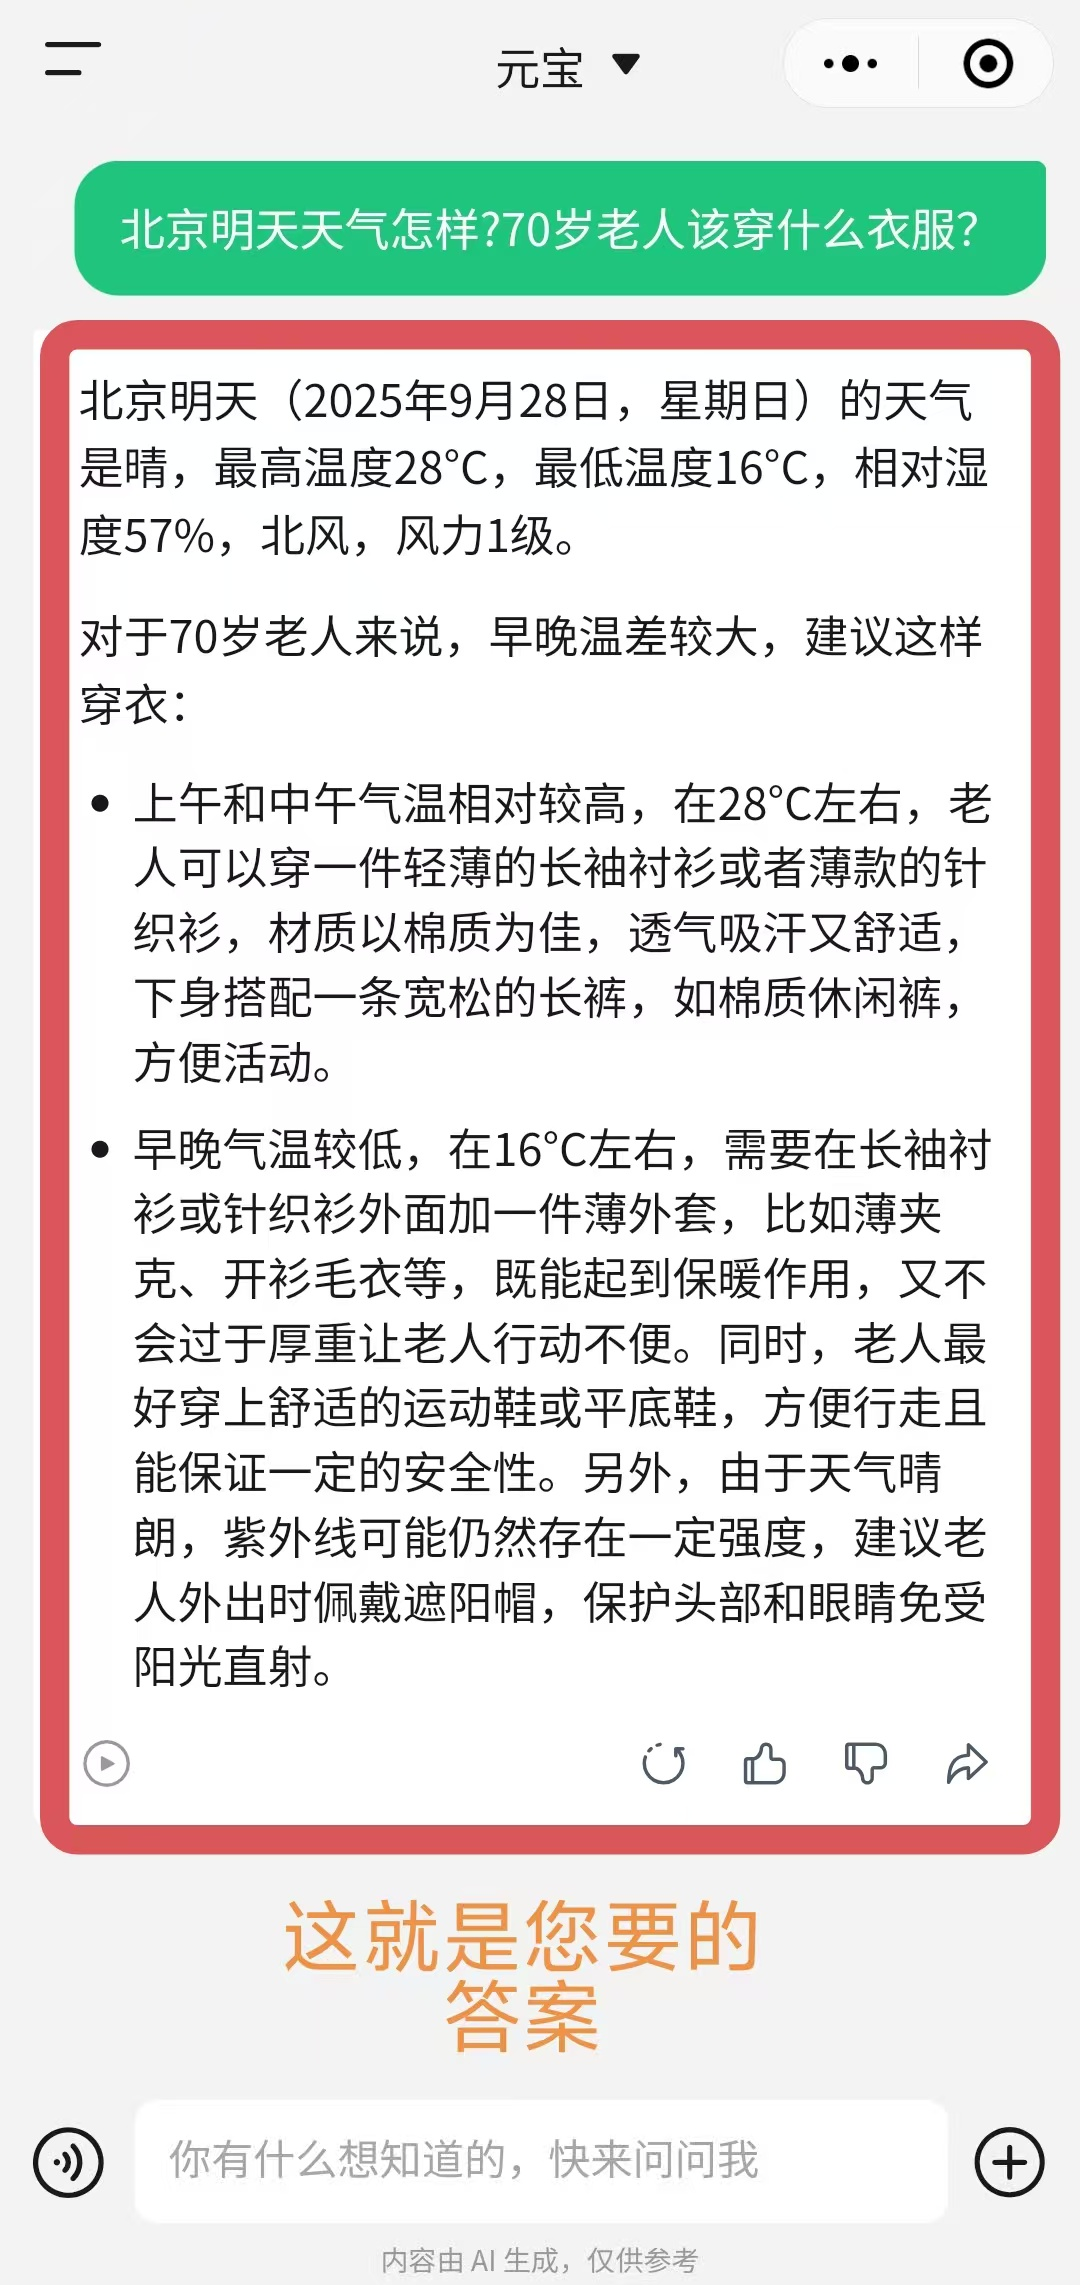 元宝
北京明天天气怎样?70岁老人该穿什么衣服?
北京明天（2025年9月28日，星期日）的天气
是晴，最高温度28°C，最低温度16°C，相对湿
度57%，北风，风力1级。
对于70岁老人来说，早晚温差较大，建议这样
穿衣：
• 上午和中午气温相对较高，在28°C左右，老
人可以穿一件轻薄的长袖衬衫或者薄款的针
织衫，材质以棉质为佳，透气吸汗又舒适，
下身搭配一条宽松的长裤，如棉质休闲裤，
方便活动。
• 早晚气温较低，在16°C左右，需要在长袖衬
衫或针织衫外面加一件薄外套，比如薄夹
克、开衫毛衣等，既能起到保暖作用，又不
会过于厚重让老人行动不便。同时，老人最
好穿上舒适的运动鞋或平底鞋，方便行走且
能保证一定的安全性。另外，由于天气晴
朗，紫外线可能仍然存在一定强度，建议老
人外出时佩戴遮阳帽，保护头部和眼睛免受
阳光直射。
这就是您要的
答案
你有什么想知道的，快来问问我
内容由 AI 生成，仅供参考